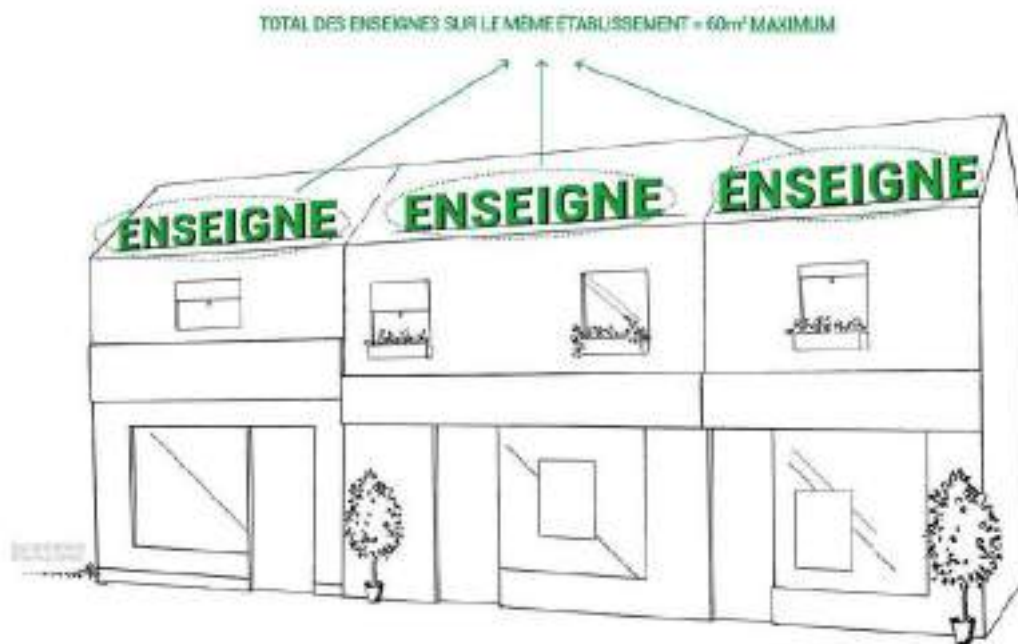 TOTAL DES ENSEIGNES SUR LE MÊME ÉTABLISSEMENT = 60m² MAXIMUM
ENSEIGNE ENSEIGNE ENSEIGNE